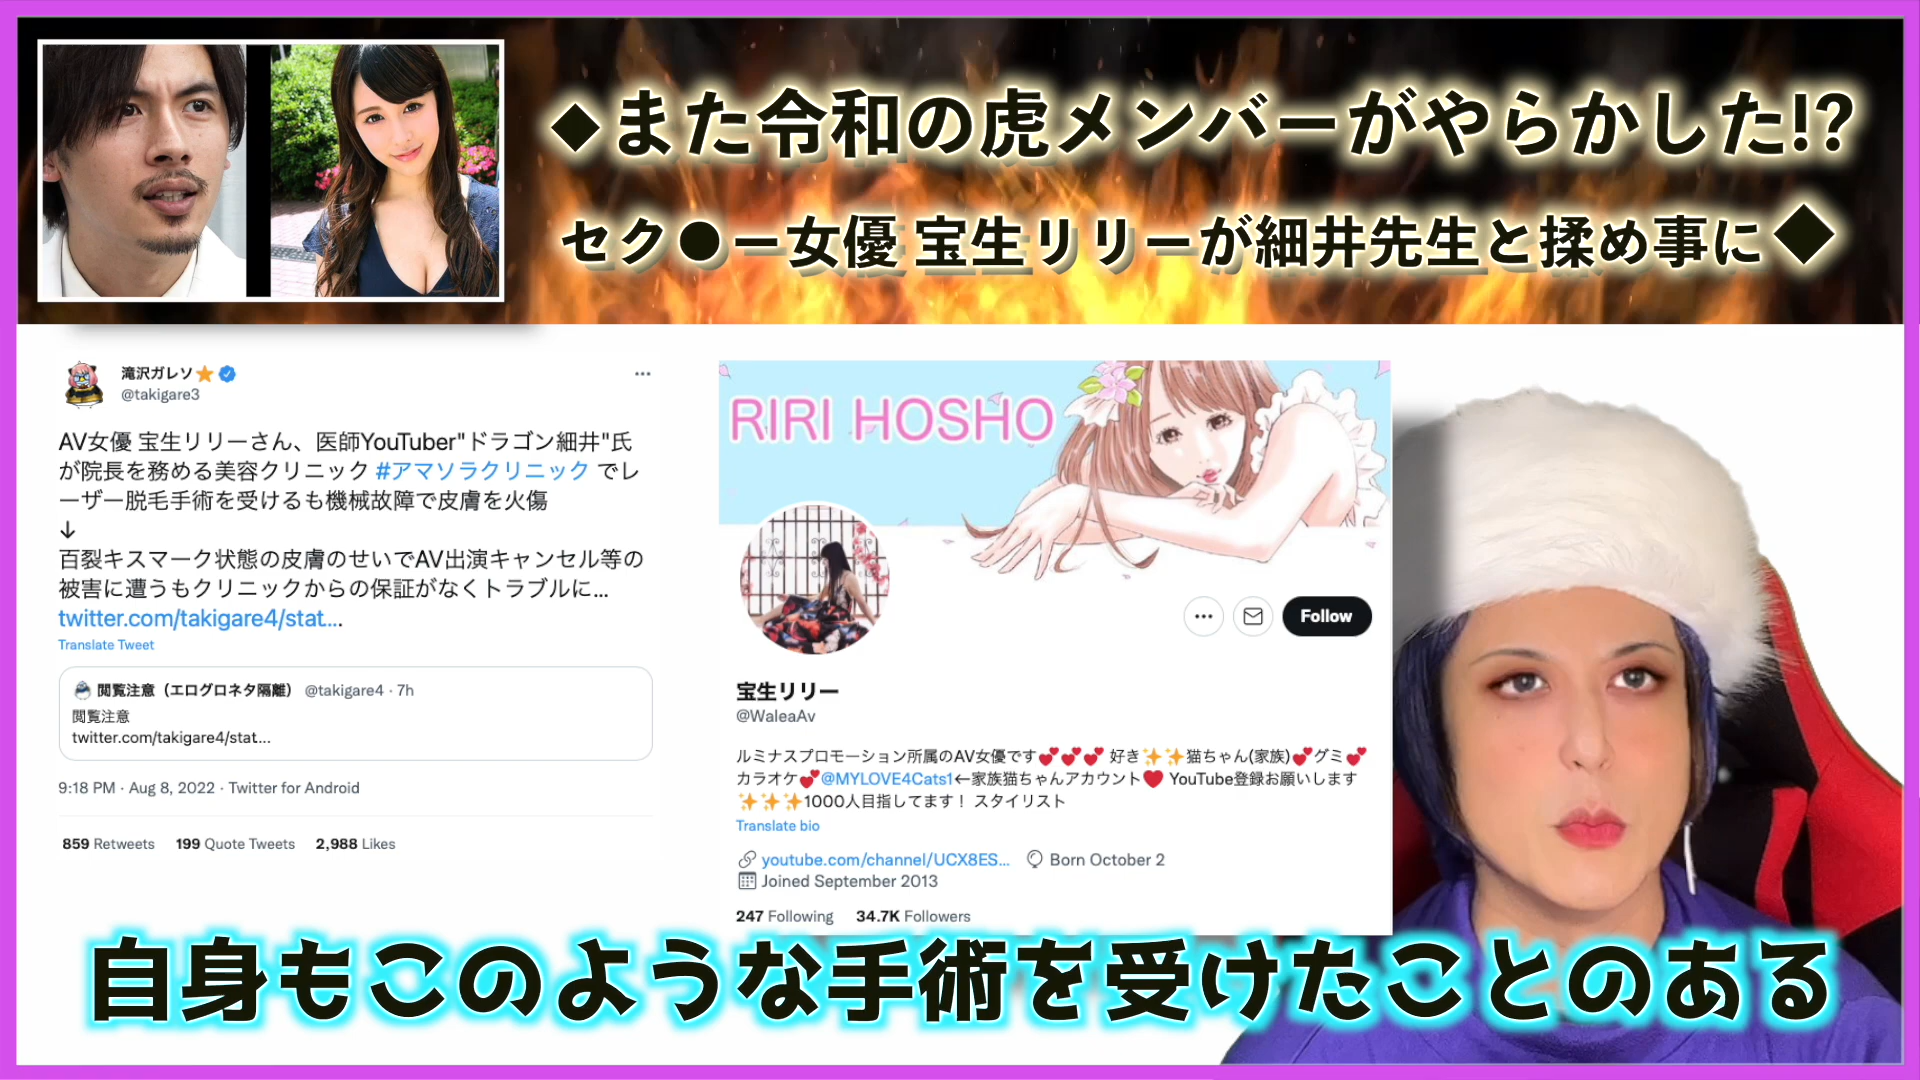 ◆また令和の虎メンバーがやらかした!?
セク●ー女優 宝生リリーが細井先生と揉め事に◆
滝沢ガレソ
@takigare3
AV女優 宝生リリーさん、医師YouTuber"ドラゴン細井"氏
が院長を務める美容クリニック #アマソラクリニック でレ
ーザー脱毛手術を受けるも機械故障で皮膚を火傷
↓
百裂キスマーク状態の皮膚のせいでAV出演キャンセル等の
被害に遭うもクリニックからの保証がなくトラブルに...
twitter.com/takigare4/stat....
Translate Tweet
閲覧注意（エログロネタ隔離） @takigare4 · 7h
閲覧注意
twitter.com/takigare4/stat...
9:18 PM · Aug 8, 2022 · Twitter for Android
859 Retweets 199 Quote Tweets 2,988 Likes
RIRI HOSHO
Follow
宝生リリー
@WaleaAv
ルミナスプロモーション所属のAV女優です💕💕💕 好き✨✨猫ちゃん(家族)💕グミ💕
カラオケ💕@MYLOVE4Cats1←家族猫ちゃんアカウント❤️ YouTube登録お願いします
✨✨✨1000人目指してます！ スタイリスト
Translate bio
youtube.com/channel/UCX8ES... Born October 2
Joined September 2013
247 Following 34.7K Followers
自身もこのような手術を受けたことのある